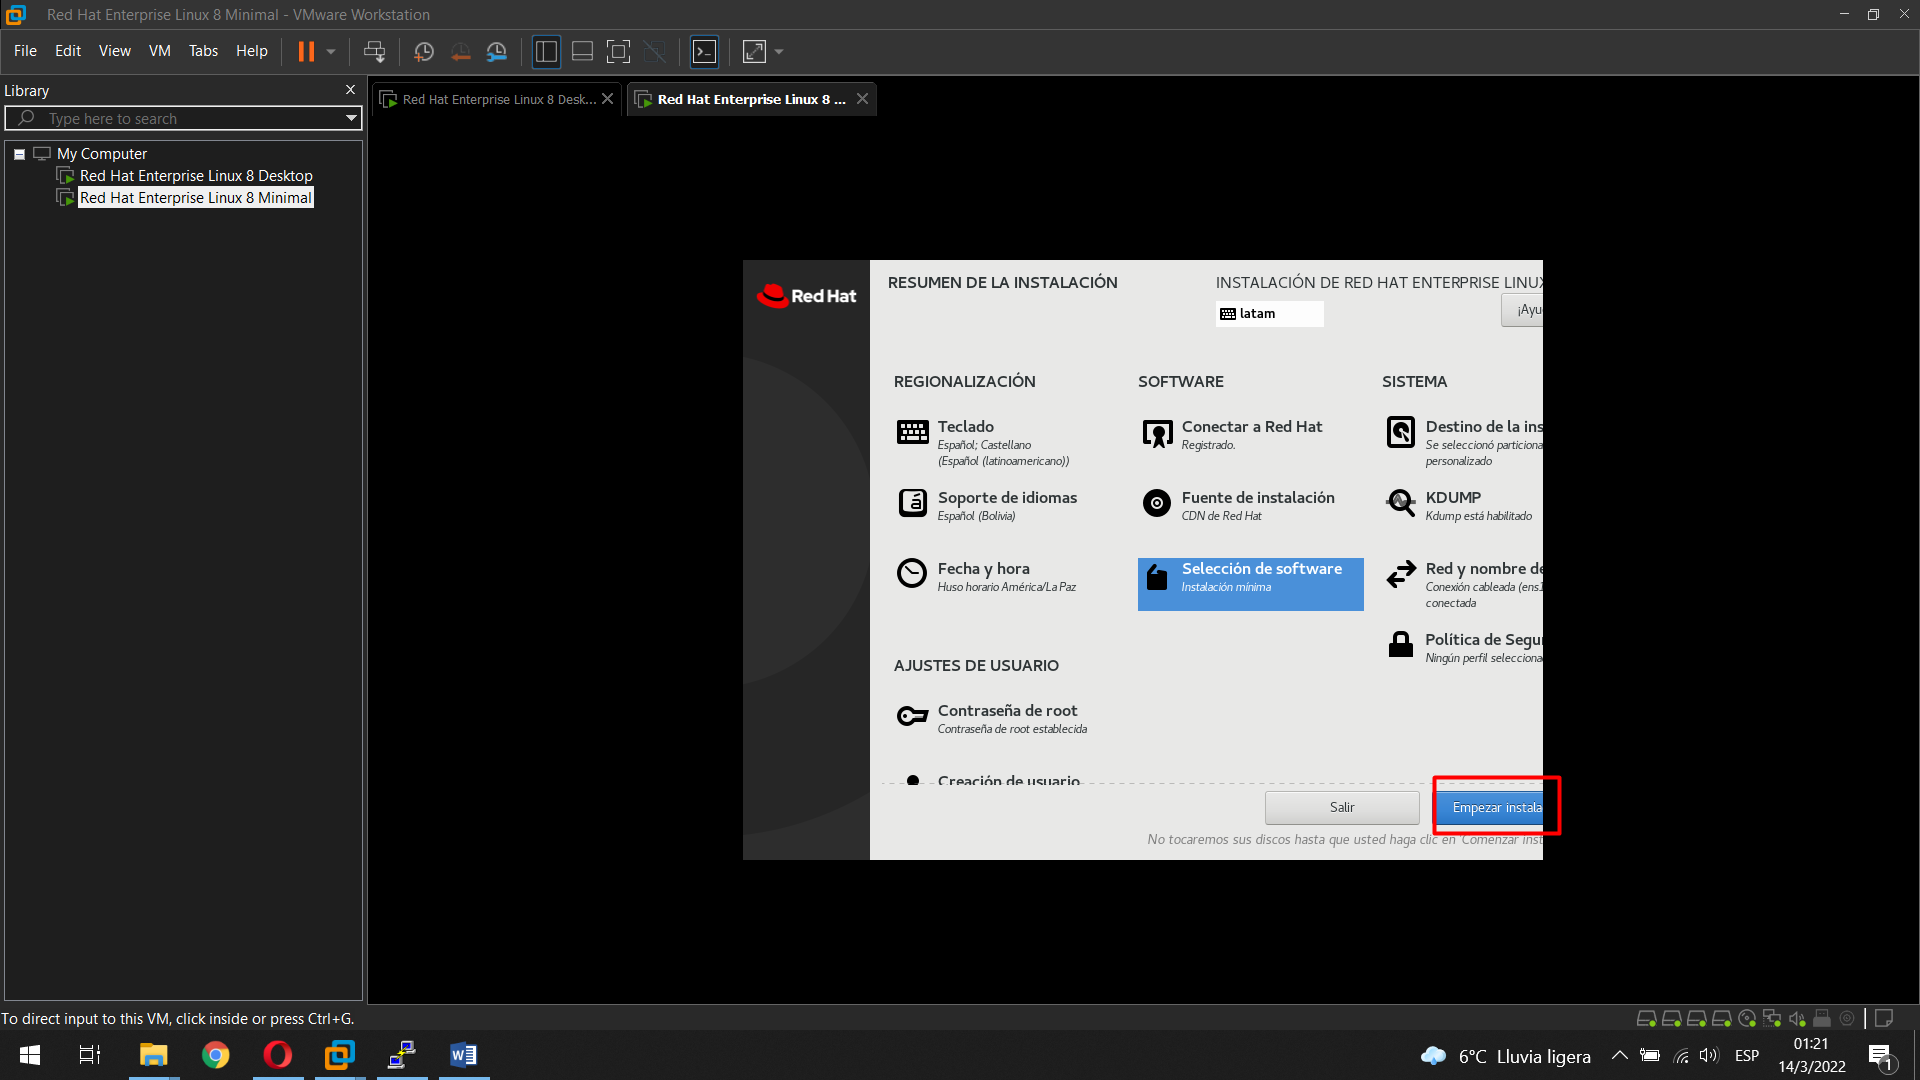 Red Hat Enterprise Linux 8 Minimal - VMware Workstation
File Edit View VM Tabs Help
Library
Type here to search
My Computer
Red Hat Enterprise Linux 8 Desktop
Red Hat Enterprise Linux 8 Minimal
Red Hat Enterprise Linux 8 Desk...
Red Hat Enterprise Linux 8 ...
Red Hat
RESUMEN DE LA INSTALACIÓN
INSTALACIÓN DE RED HAT ENTERPRISE LINUX
latam
¡Ayu
REGIONALIZACIÓN
Teclado
Español; Castellano
(Español (latinoamericano))
Soporte de idiomas
Español (Bolivia)
Fecha y hora
Huso horario América/La Paz
SOFTWARE
Conectar a Red Hat
Registrado.
Fuente de instalación
CDN de Red Hat
Selección de software
Instalación mínima
SISTEMA
Destino de la ins
Se seleccionó particiona
personalizado
KDUMP
Kdump está habilitado
Red y nombre de
Conexión cableada (ens1
conectada
Política de Segu
Ningún perfil selecciona
AJUSTES DE USUARIO
Contraseña de root
Contraseña de root establecida
Creación de usuario
Salir
Empezar instala
No tocaremos sus discos hasta que usted haga clic en 'Comenzar inst
To direct input to this VM, click inside or press Ctrl+G.
6°C Lluvia ligera
ESP
01:21
14/3/2022
1